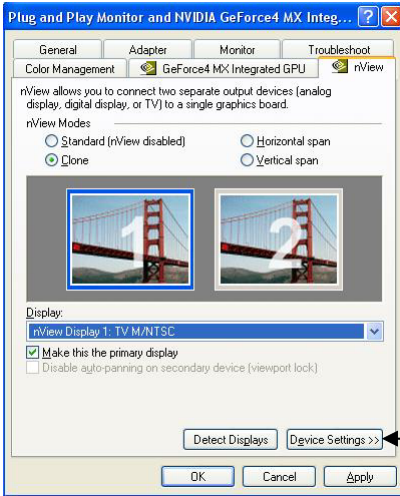 Plug and Play Monitor and NVIDIA GeForce4 MX Integ...
General Adapter Monitor Troubleshoot
Color Management GeForce4 MX Integrated GPU nView
nView allows you to connect two separate output devices (analog
display, digital display, or TV) to a single graphics board.
nView Modes
Standard (nView disabled) Horizontal span
Clone Vertical span
1 2
Display:
nView Display 1: TV M/NTSC
Make this the primary display
Disable auto-panning on secondary device (viewport lock)
Detect Displays Device Settings >>
OK Cancel Apply